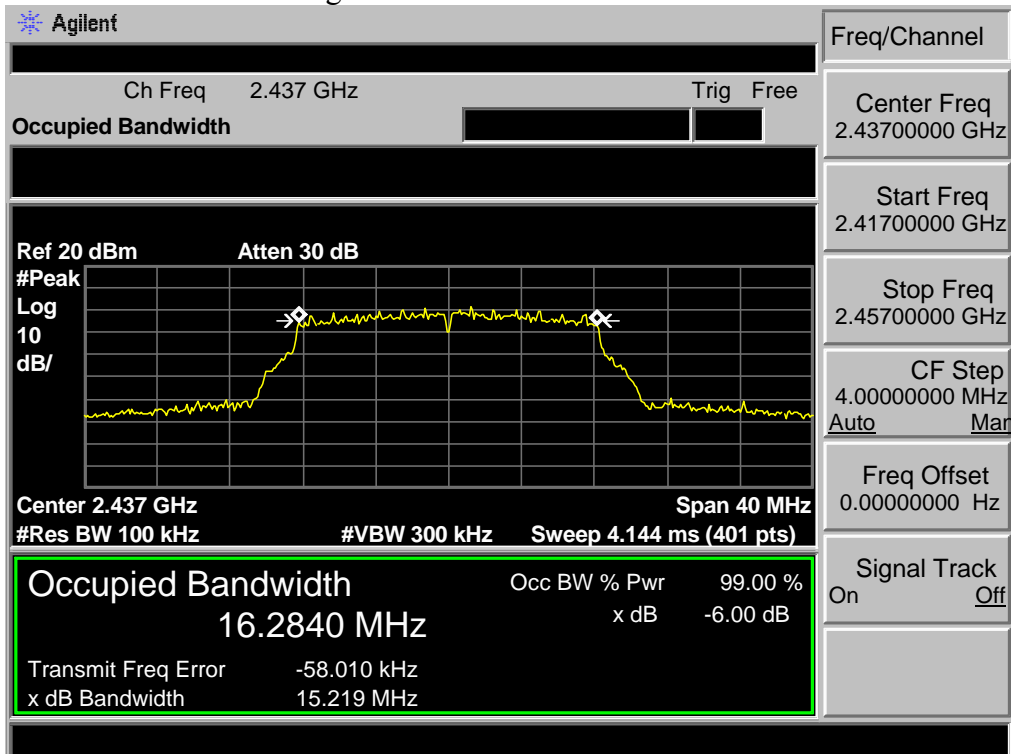 Agilent
Freq/Channel
Ch Freq 2.437 GHz Trig Free
Occupied Bandwidth
Center Freq
2.43700000 GHz
Start Freq
2.41700000 GHz
Ref 20 dBm Atten 30 dB
#Peak
Log
10
dB/
Stop Freq
2.45700000 GHz
CF Step
4.00000000 MHz
Auto Man
Center 2.437 GHz Span 40 MHz
#Res BW 100 kHz #VBW 300 kHz Sweep 4.144 ms (401 pts)
Freq Offset
0.00000000 Hz
Occupied Bandwidth Occ BW % Pwr 99.00 %
16.2840 MHz x dB -6.00 dB
Transmit Freq Error -58.010 kHz
x dB Bandwidth 15.219 MHz
Signal Track
On Off